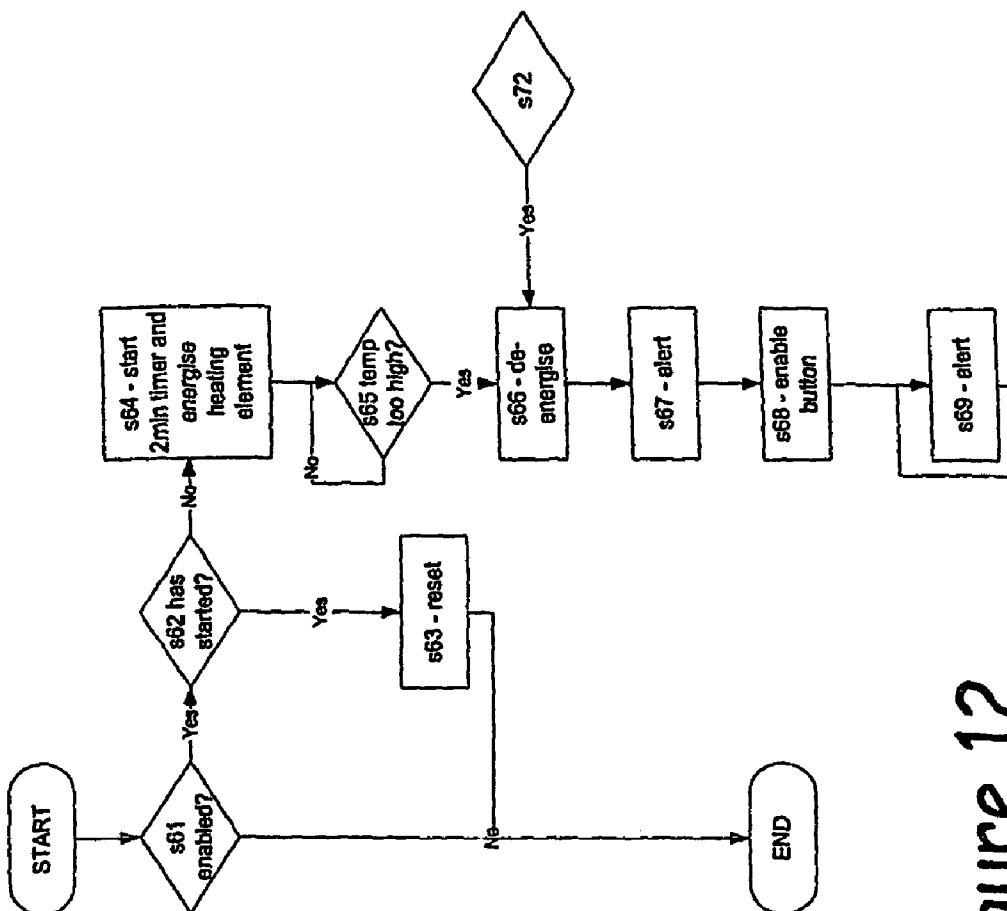 START
s61
enabled?
Yes
No
s62 has
started?
No
Yes
s63 - reset
END
s64 - start
2min timer and
energise
heating
element
s65 temp
too high?
No
Yes
s72
Yes
s66 - de-
energise
s67 - alert
s68 - enable
button
s69 - alert
12